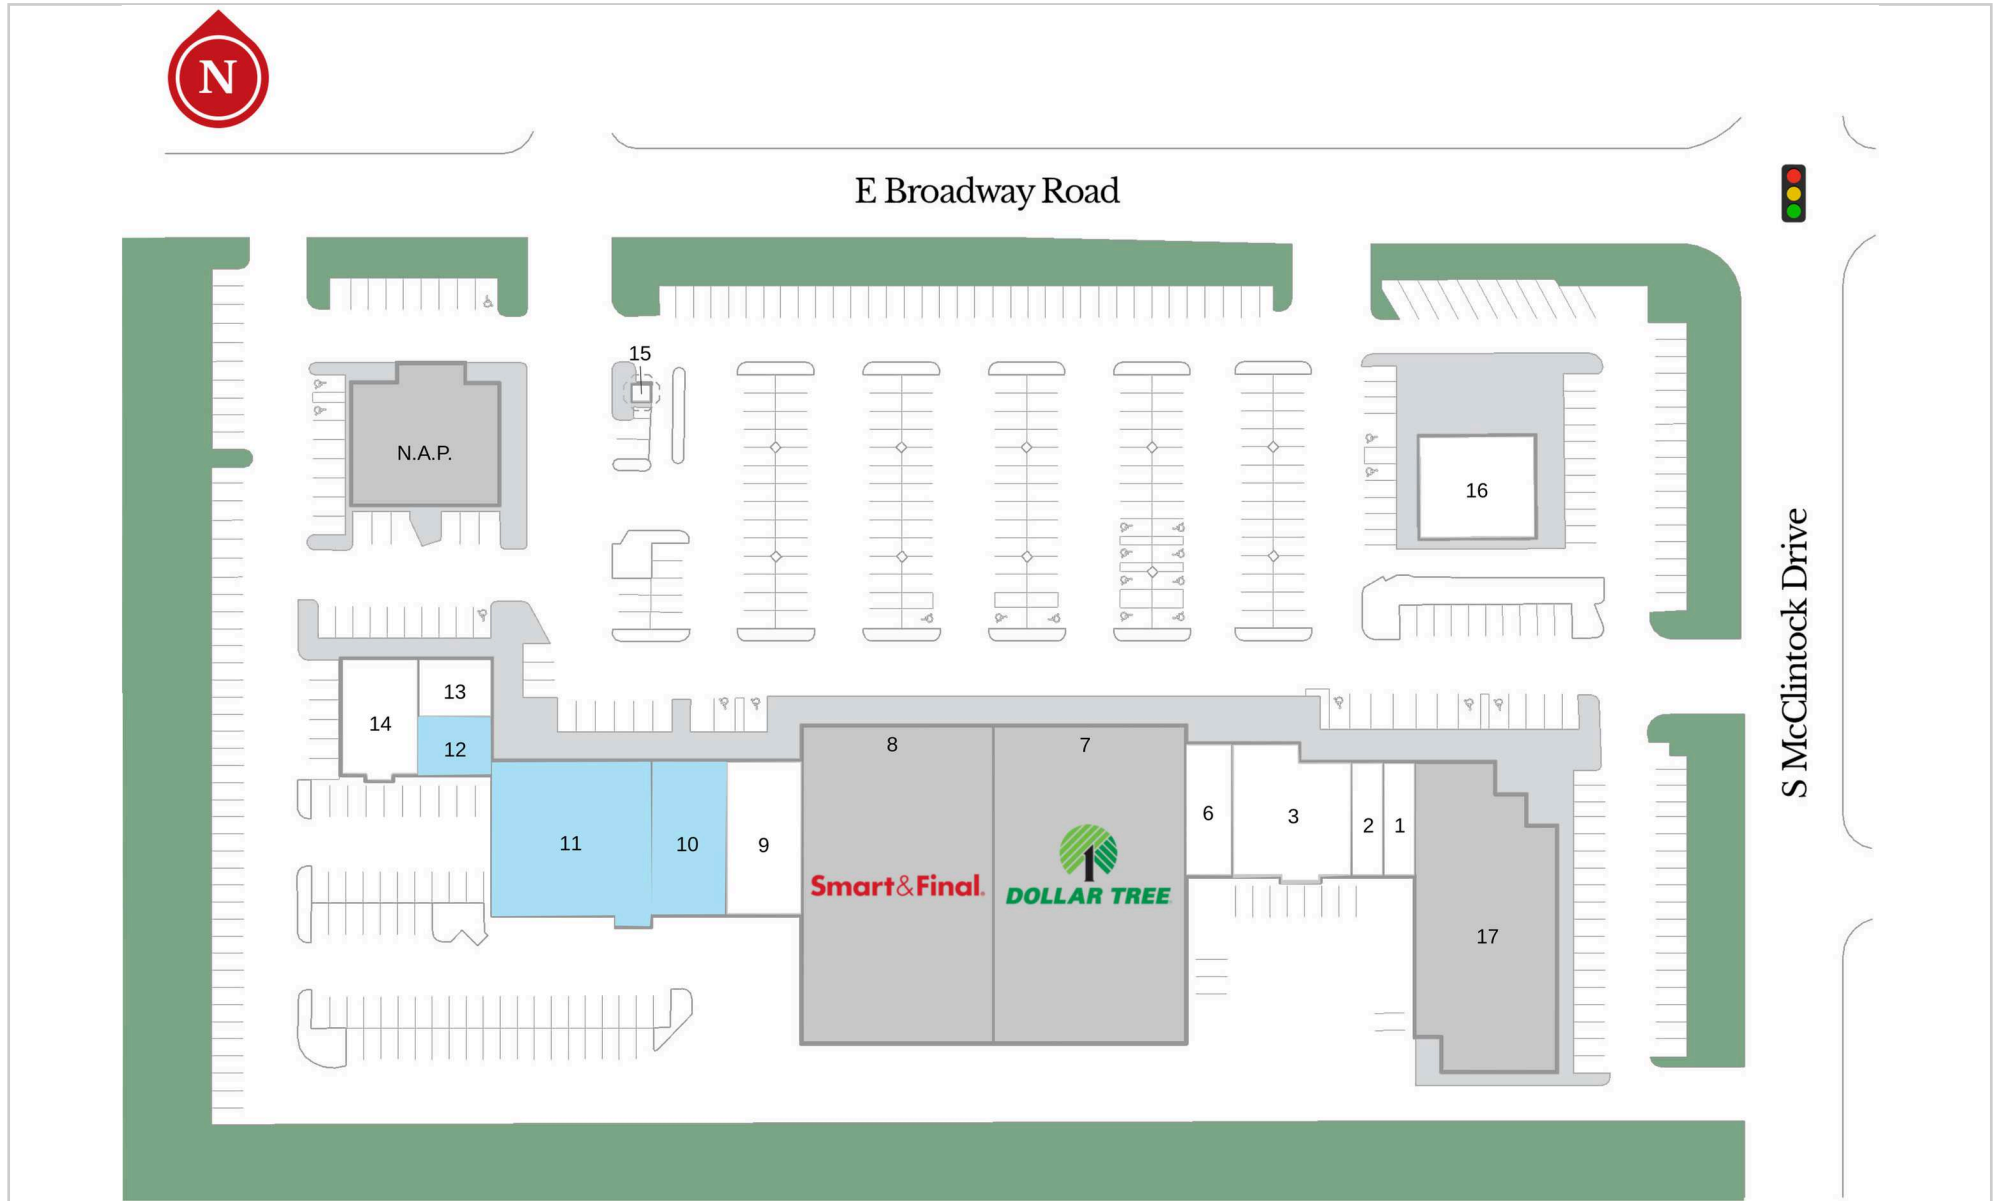 N
E Broadway Road
15
N.A.P.
16
S McClintock Drive
13
14
12
8
7
6
3
2
1
11
10
9
Smart&Final.
DOLLAR TREE
17